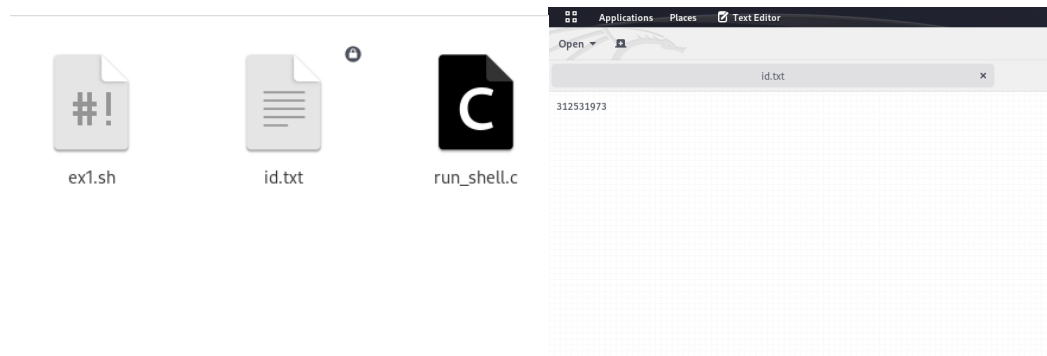 #!
C
ex1.sh
id.txt
run_shell.c
Applications Places Text Editor
Open
id.txt
312531973